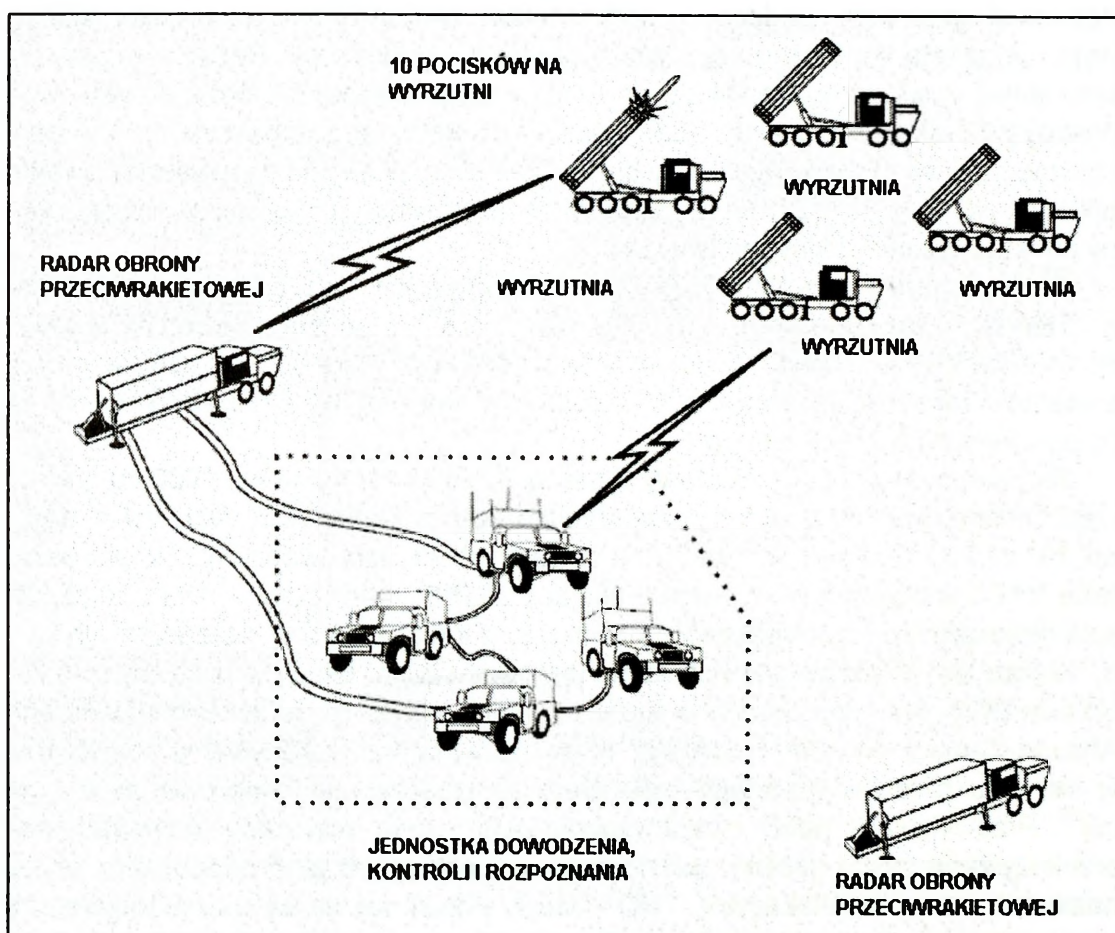 10 POCISKÓW NA
WYRZUTNI
WYRZUTNIA
RADAR OBRONY
PRZECIWRAKIETOWEJ
WYRZUTNIA
WYRZUTNIA
WYRZUTNIA
JEDNOSTKA DOWODZENIA,
KONTROLI I ROZPOZNANIA
RADAR OBRONY
PRZECIWRAKIETOWEJ